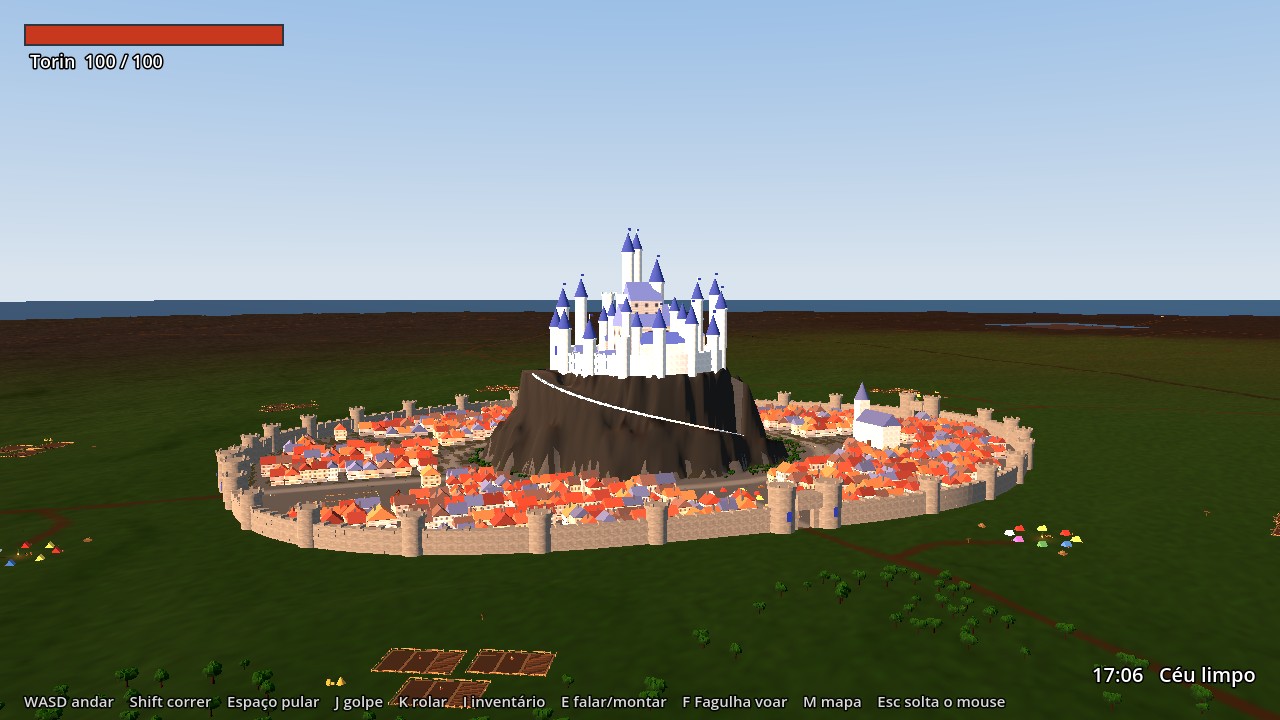 Torin 100 / 100
17:06 Céu limpo
WASD andar Shift correr Espaço pular J golpe K rolar I inventário E falar/montar F Fagulha voar M mapa Esc solta o mouse